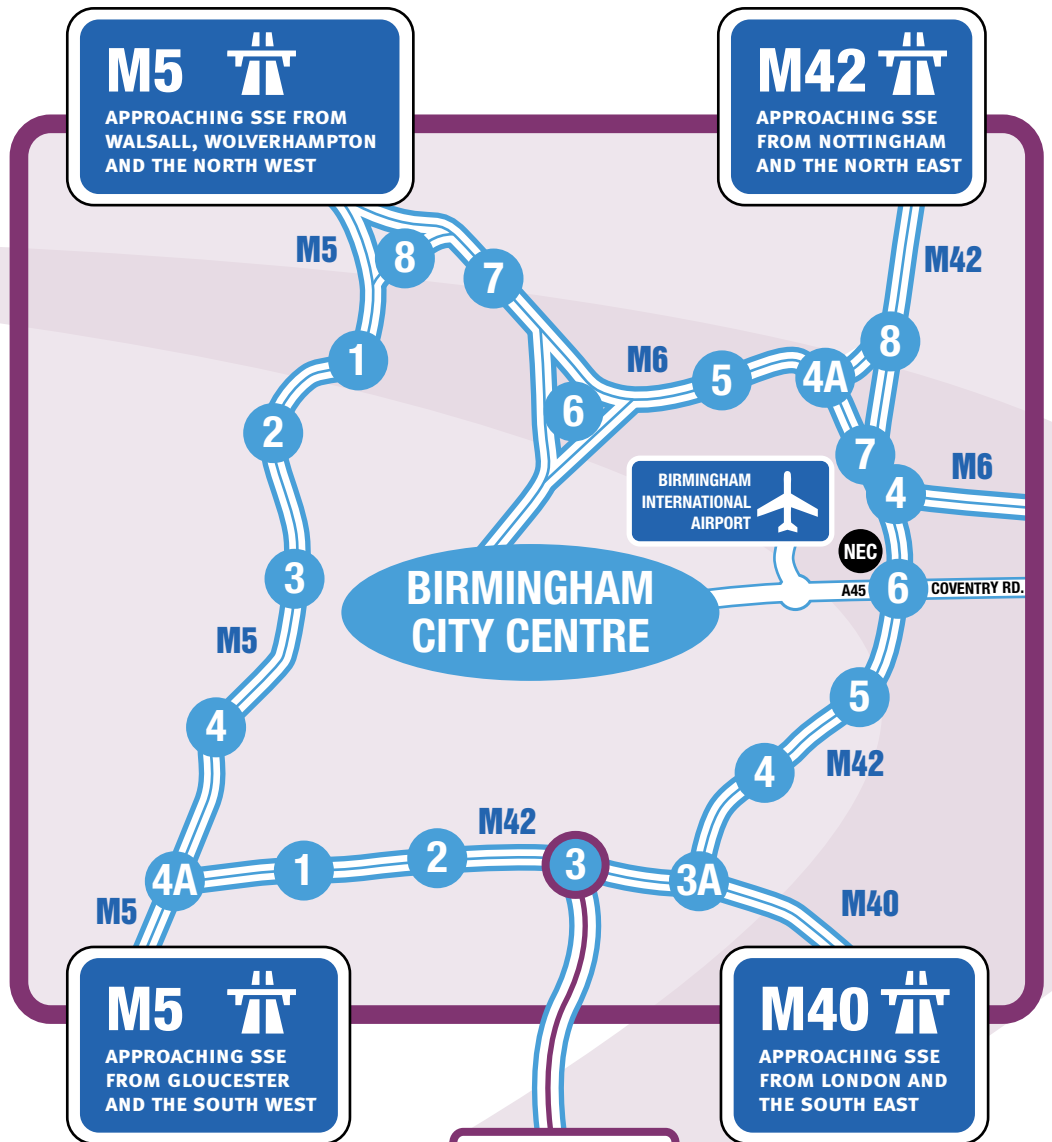 M5
APPROACHING SSE FROM
WALSALL, WOLVERHAMPTON
AND THE NORTH WEST
M42
APPROACHING SSE
FROM NOTTINGHAM
AND THE NORTH EAST
M5
8
7
M42
1
M6
5
4A
8
2
6
7
4
M6
BIRMINGHAM
INTERNATIONAL
AIRPORT
NEC
3
BIRMINGHAM
CITY CENTRE
A45
6
COVENTRY RD.
M5
4
5
4
M42
M42
4A
1
2
3
3A
M5
M40
M5
APPROACHING SSE
FROM GLOUCESTER
AND THE SOUTH WEST
M40
APPROACHING SSE
FROM LONDON AND
THE SOUTH EAST